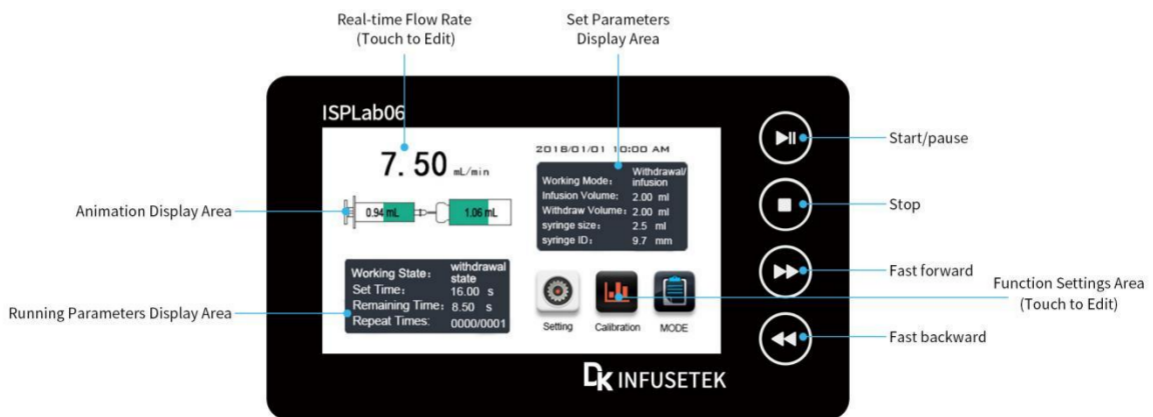 Real-time Flow Rate
(Touch to Edit)
Set Parameters
Display Area
ISPLab06
7.50 mL/min
2018/01/01 10:00 AM
Working Mode: Withdrawal/
infusion
Infusion Volume: 2.00 ml
Withdraw Volume: 2.00 ml
syringe size: 2.5 ml
syringe ID: 9.7 mm
Animation Display Area
0.94 mL
1.06 mL
Running Parameters Display Area
Working State: withdrawal
state
Set Time: 16.00 s
Remaining Time: 8.50 s
Repeat Times: 0000/0001
Setting
Calibration
MODE
DK INFUSETEK
Start/pause
Stop
Fast forward
Function Settings Area
(Touch to Edit)
Fast backward